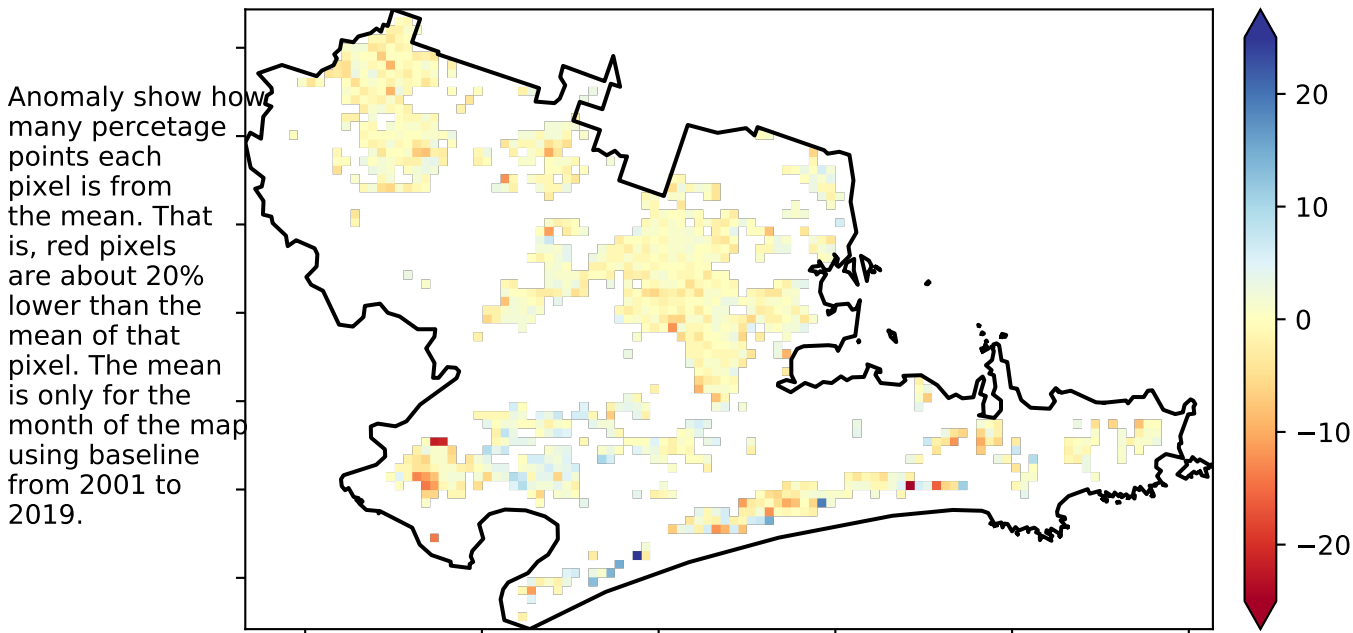 Anomaly show how
many percetage
points each
pixel is from
the mean. That
is, red pixels
are about 20%
lower than the
mean of that
pixel. The mean
is only for the
month of the map
using baseline
from 2001 to
2019.
20
10
0
−10
−20